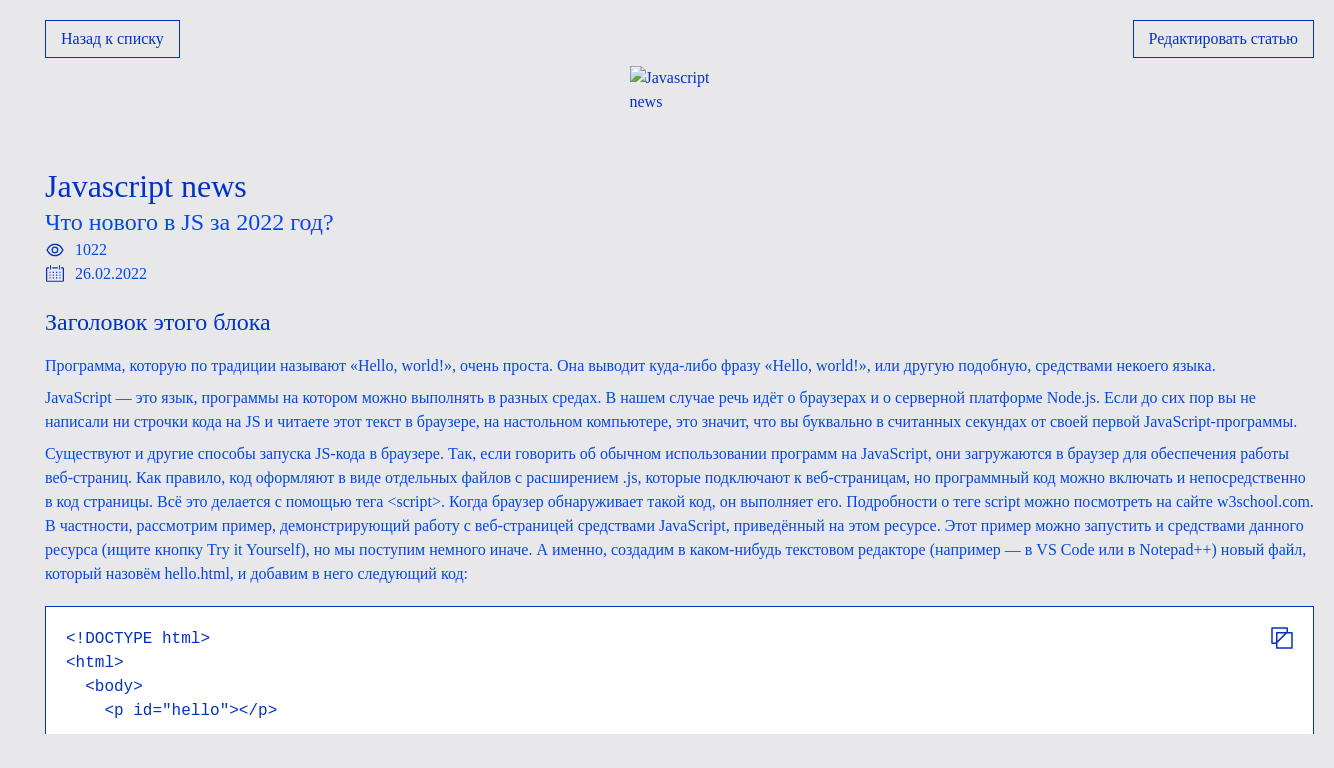 Назад к списку
Редактировать статью
Javascript
news
Javascript news
Что нового в JS за 2022 год?
1022
26.02.2022
Заголовок этого блока
Программа, которую по традиции называют «Hello, world!», очень проста. Она выводит куда-либо фразу «Hello, world!», или другую подобную, средствами некоего языка.
JavaScript — это язык, программы на котором можно выполнять в разных средах. В нашем случае речь идёт о браузерах и о серверной платформе Node.js. Если до сих пор вы не
написали ни строчки кода на JS и читаете этот текст в браузере, на настольном компьютере, это значит, что вы буквально в считанных секундах от своей первой JavaScript-программы.
Существуют и другие способы запуска JS-кода в браузере. Так, если говорить об обычном использовании программ на JavaScript, они загружаются в браузер для обеспечения работы
веб-страниц. Как правило, код оформляют в виде отдельных файлов с расширением .js, которые подключают к веб-страницам, но программный код можно включать и непосредственно
в код страницы. Всё это делается с помощью тега <script>. Когда браузер обнаруживает такой код, он выполняет его. Подробности о теге script можно посмотреть на сайте w3school.com.
В частности, рассмотрим пример, демонстрирующий работу с веб-страницей средствами JavaScript, приведённый на этом ресурсе. Этот пример можно запустить и средствами данного
ресурса (ищите кнопку Try it Yourself), но мы поступим немного иначе. А именно, создадим в каком-нибудь текстовом редакторе (например — в VS Code или в Notepad++) новый файл,
который назовём hello.html, и добавим в него следующий код:
<!DOCTYPE html>
<html>
  <body>
    <p id="hello"></p>